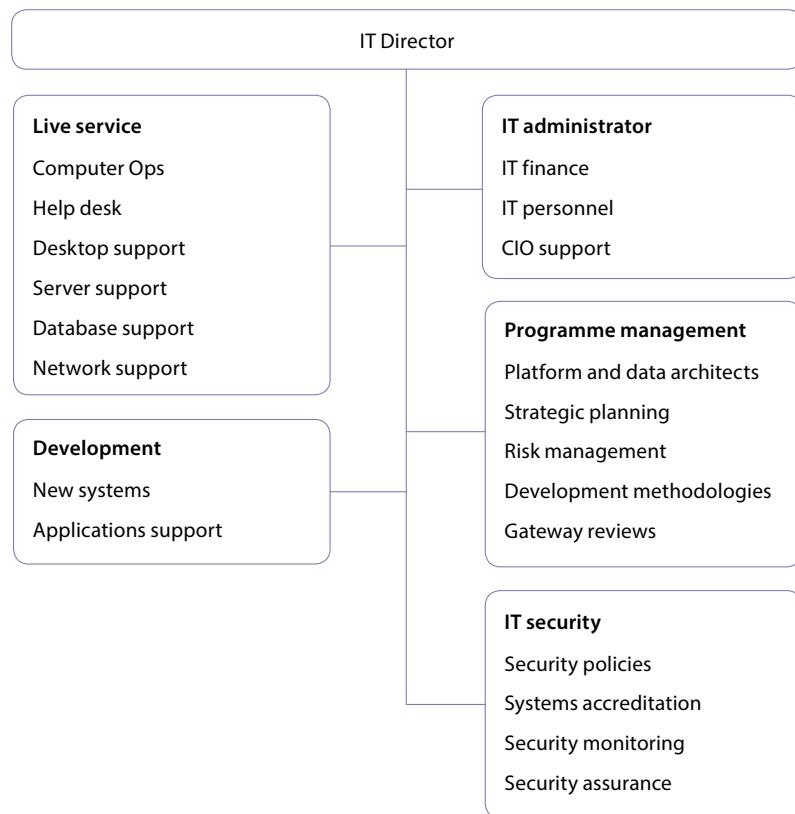 IT Director
Live service
Computer Ops
Help desk
Desktop support
Server support
Database support
Network support
Development
New systems
Applications support
IT administrator
IT finance
IT personnel
CIO support
Programme management
Platform and data architects
Strategic planning
Risk management
Development methodologies
Gateway reviews
IT security
Security policies
Systems accreditation
Security monitoring
Security assurance